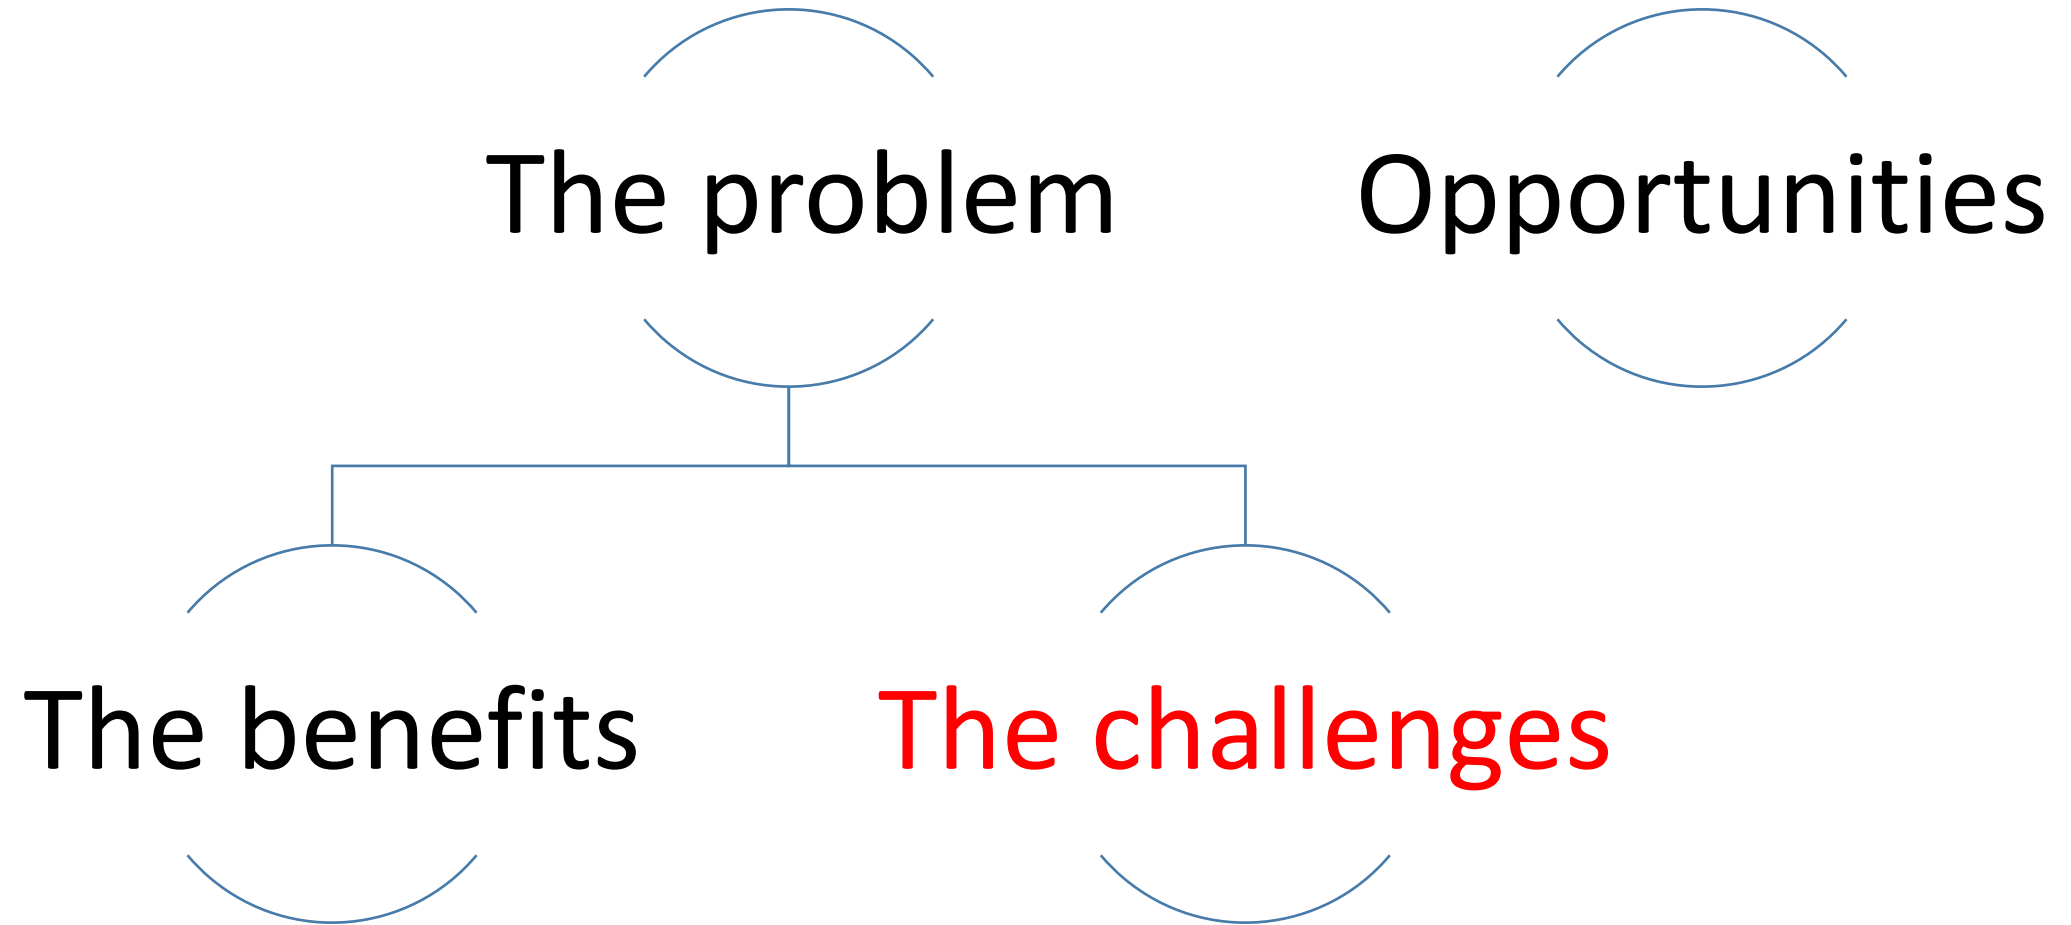 The problem
Opportunities
The benefits
The challenges